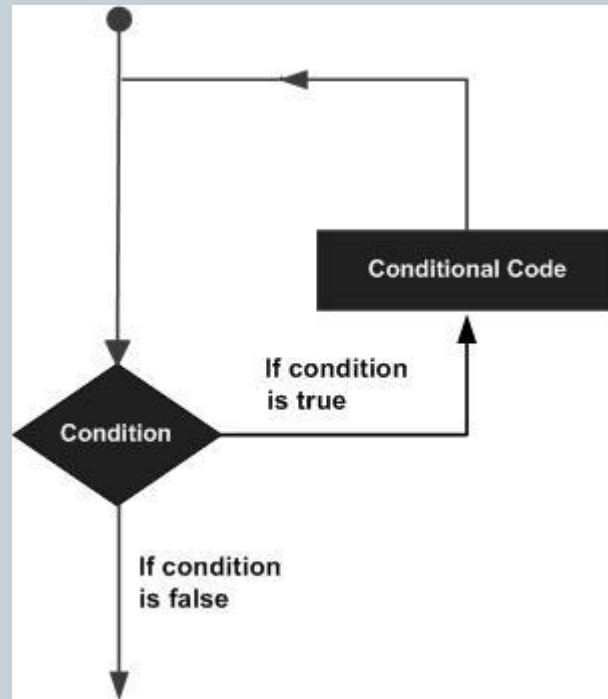 Conditional Code
If condition
is true
Condition
If condition
is false